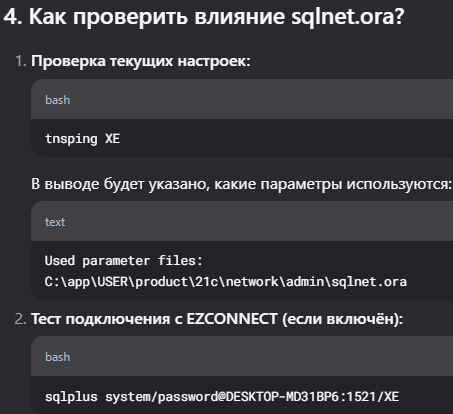 4. Как проверить влияние sqlnet.ora?
1. Проверка текущих настроек:
bash
tnsping XE
В выводе будет указано, какие параметры используются:
text
Used parameter files:
C:\app\USER\product\21c\network\admin\sqlnet.ora
2. Тест подключения с EZCONNECT (если включён):
bash
sqlplus system/password@DESKTOP-MD31BP6:1521/XE